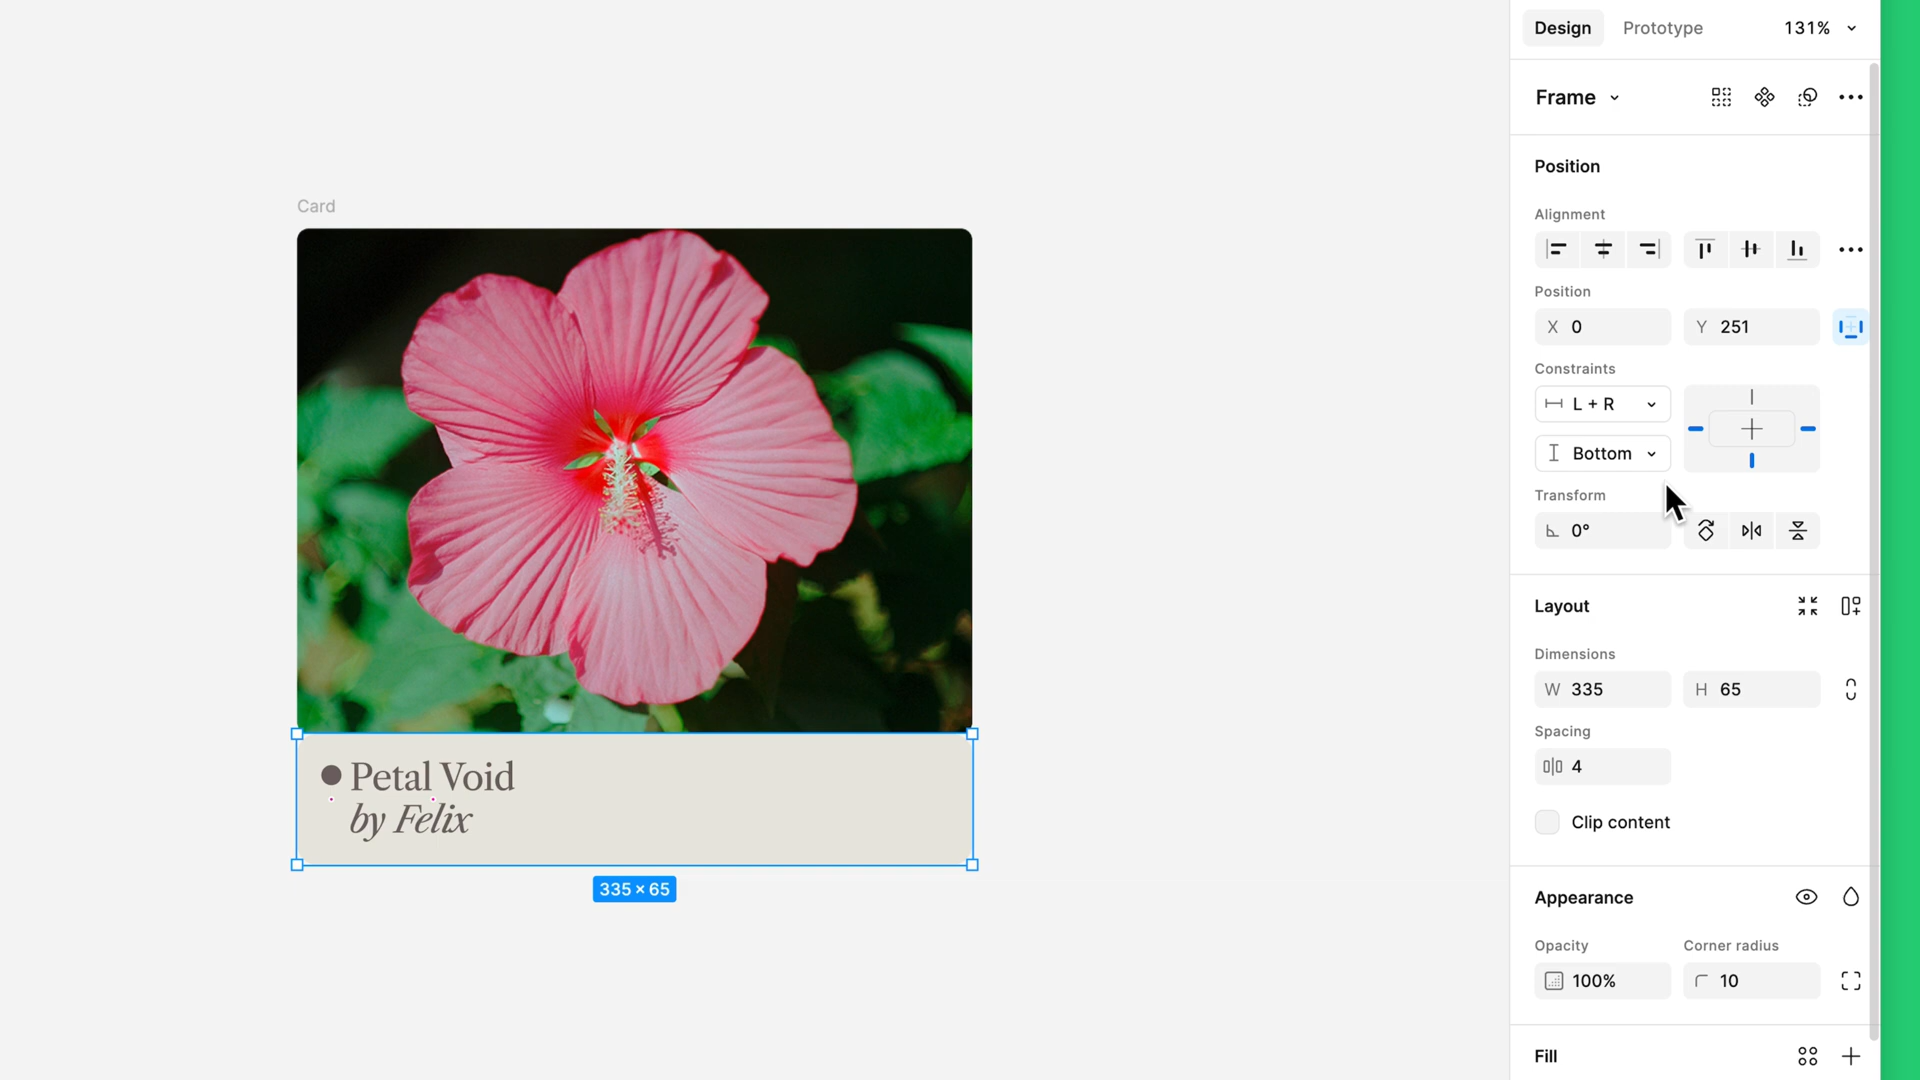 Design Prototype 131%
Frame
Position
Alignment
Position
X 0 Y 251
Constraints
L + R
Bottom
Transform
0°
Layout
Dimensions
W 335 H 65
Spacing
4
Clip content
Appearance
Opacity Corner radius
100% 10
Fill
Card
Petal Void
by Felix
335 × 65